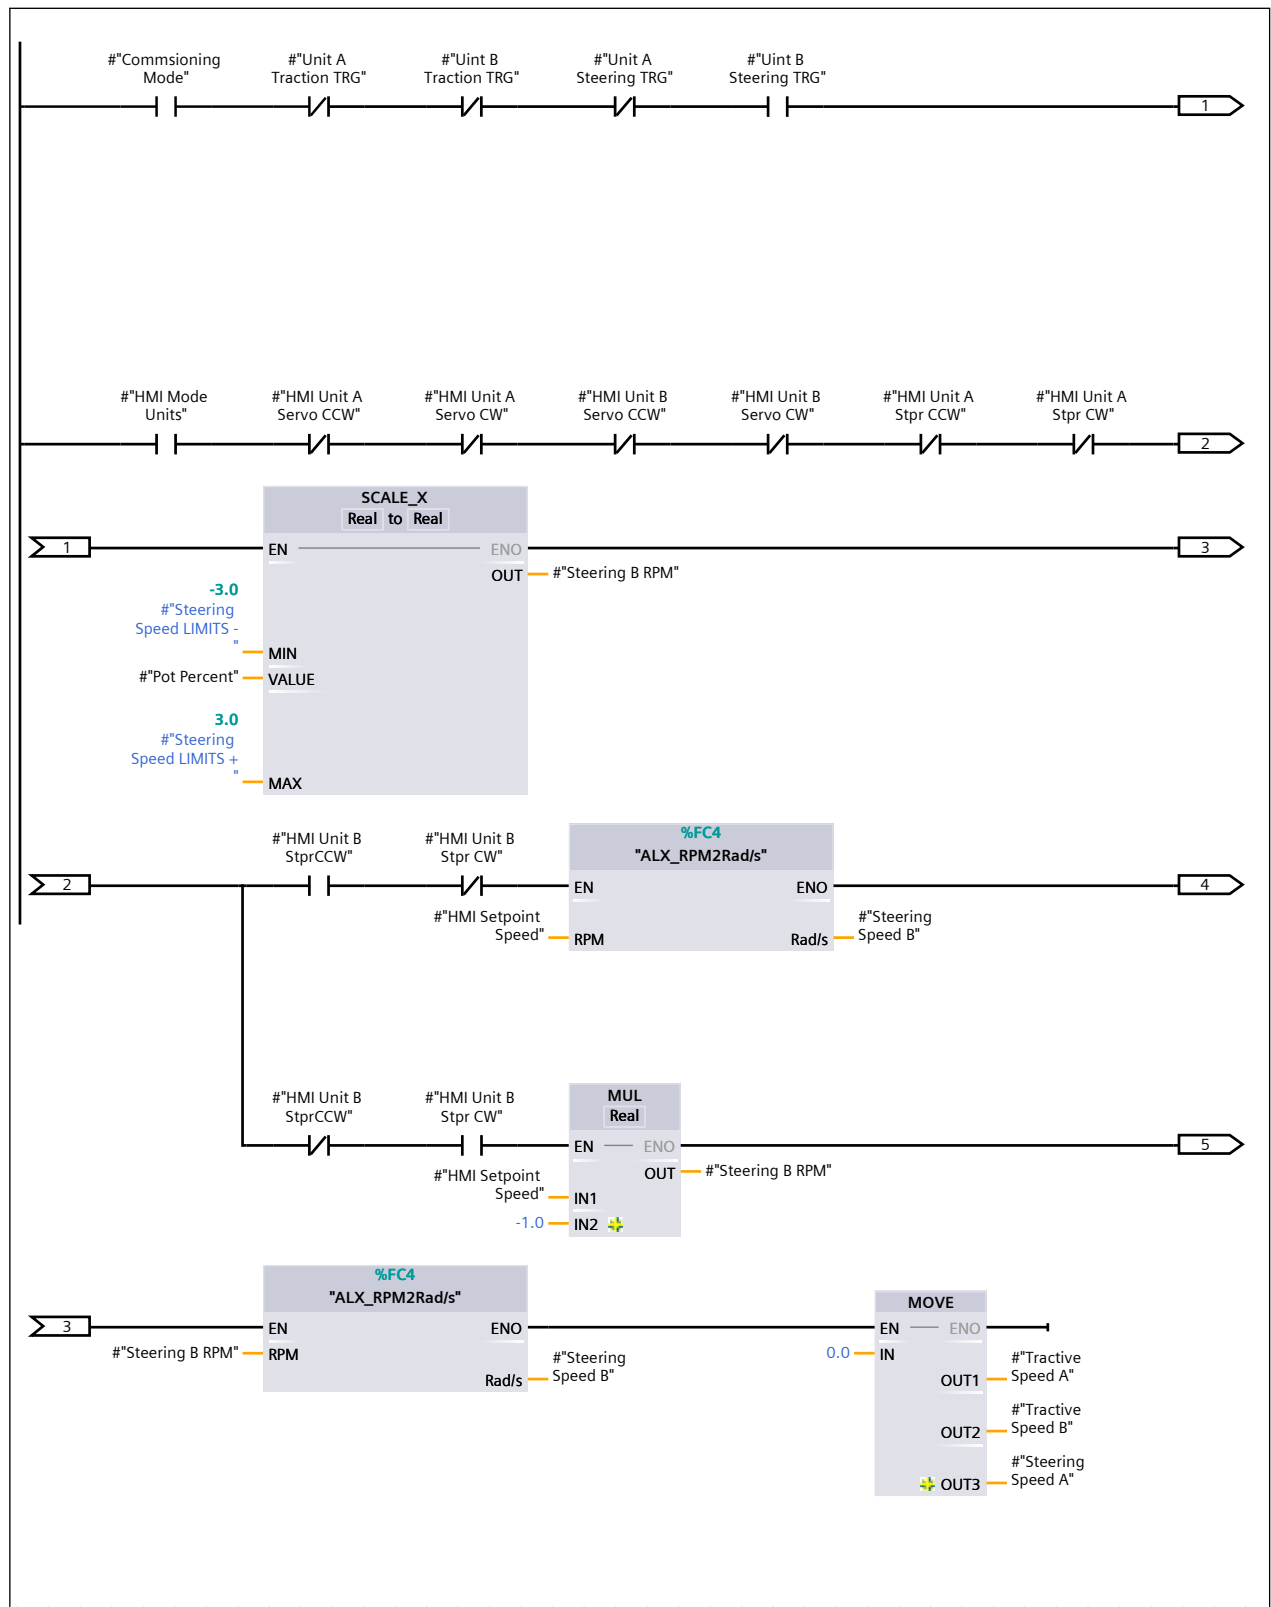 #"Commsioning
Mode"
#"Unit A
Traction TRG"
#"Uint B
Traction TRG"
#"Unit A
Steering TRG"
#"Uint B
Steering TRG"
1
#"HMI Mode
Units"
#"HMI Unit A
Servo CCW"
#"HMI Unit A
Servo CW"
#"HMI Unit B
Servo CCW"
#"HMI Unit B
Servo CW"
#"HMI Unit A
Stpr CCW"
#"HMI Unit A
Stpr CW"
2
SCALE_X
Real to Real
1
EN
ENO
3
OUT
#"Steering B RPM"
-3.0
#"Steering
Speed LIMITS -
"
MIN
#"Pot Percent"
VALUE
3.0
#"Steering
Speed LIMITS +
"
MAX
#"HMI Unit B
StprCCW"
#"HMI Unit B
Stpr CW"
%FC4
"ALX_RPM2Rad/s"
2
EN
ENO
4
#"HMI Setpoint
Speed"
RPM
Rad/s
#"Steering
Speed B"
#"HMI Unit B
StprCCW"
#"HMI Unit B
Stpr CW"
MUL
Real
EN
ENO
5
OUT
#"Steering B RPM"
#"HMI Setpoint
Speed"
IN1
-1.0
IN2
%FC4
"ALX_RPM2Rad/s"
3
EN
ENO
#"Steering B RPM"
RPM
Rad/s
#"Steering
Speed B"
MOVE
EN
ENO
0.0
IN
OUT1
#"Tractive
Speed A"
OUT2
#"Tractive
Speed B"
OUT3
#"Steering
Speed A"